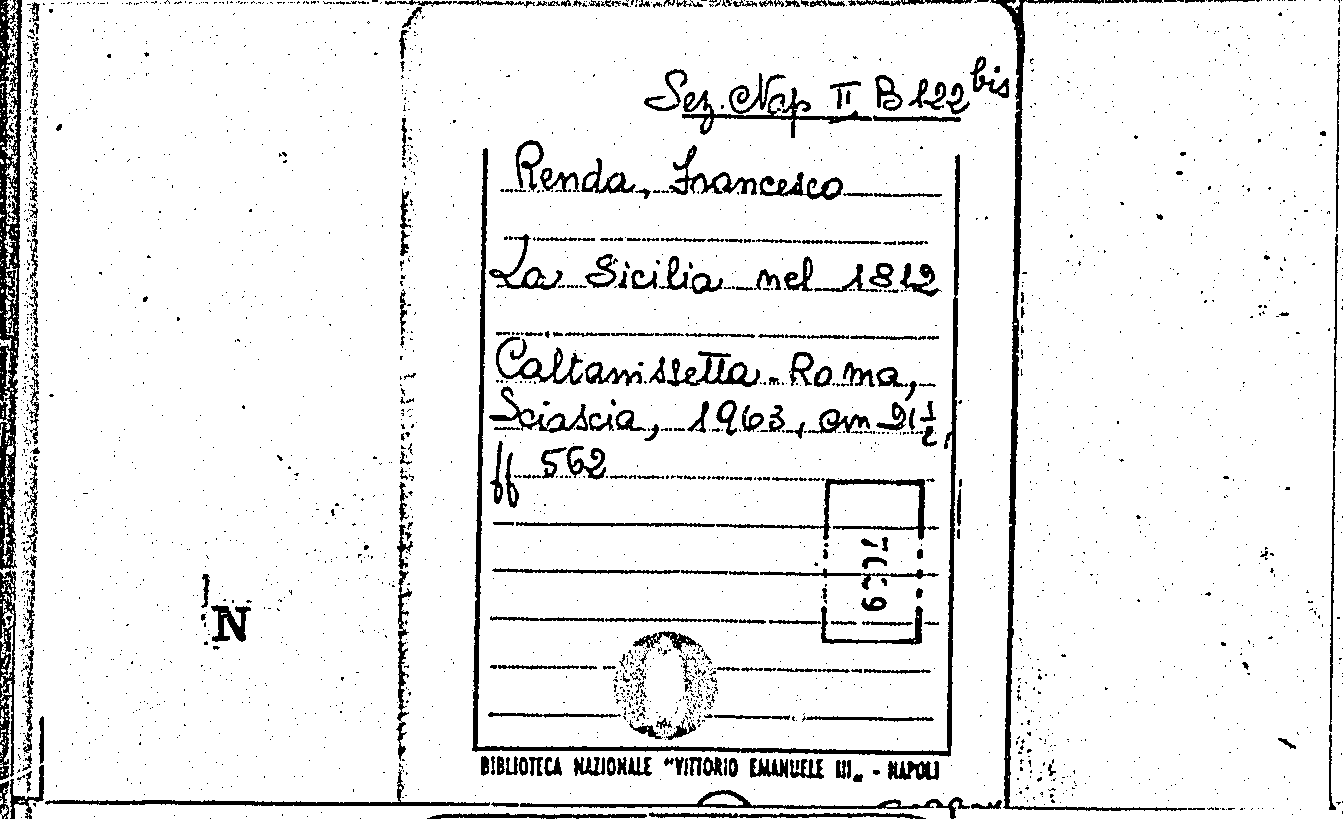 Sez. Nap II B 122 bis
Renda, Francesco
La Sicilia nel 1812
Caltanissetta - Roma,
Sciascia, 1963, cm 21 1/2,
ff 562
N
BIBLIOTECA NAZIONALE "VITTORIO EMANUELE III„ - NAPOLI